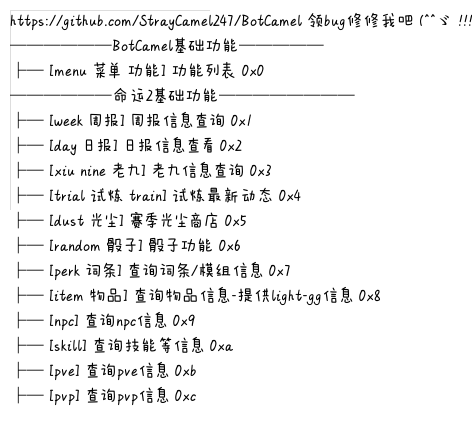 https://github.com/StrayCamel247/BotCamel 领bug修修我吧 (^^ゞ !!!
——————BotCamel基础功能—————
├── [menu 菜单 功能] 功能列表 0x0
——————命运2基础功能————————
├── [week 周报] 周报信息查询 0x1
├── [day 日报] 日报信息查看 0x2
├── [xiu nine 老九] 老九信息查询 0x3
├── [trial 试炼 train] 试炼最新动态 0x4
├── [dust 光尘] 赛季光尘商店 0x5
├── [random 骰子] 骰子功能 0x6
├── [perk 词条] 查询词条/模组信息 0x7
├── [item 物品] 查询物品信息-提供light-gg信息 0x8
├── [npc] 查询npc信息 0x9
├── [skill] 查询技能等信息 0xa
├── [pve] 查询pve信息 0xb
├── [pvp] 查询pvp信息 0xc